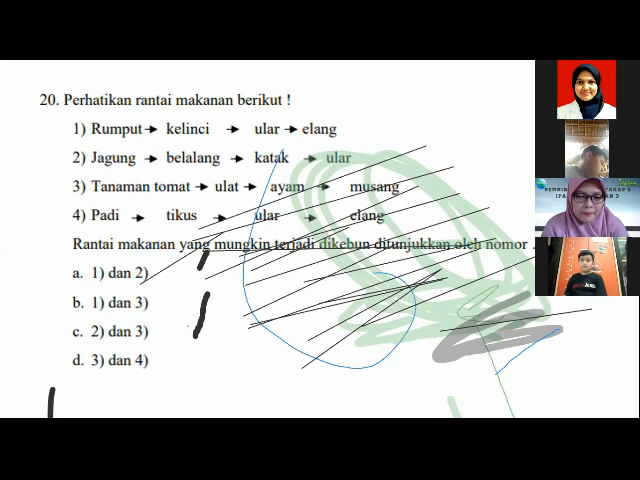 20. Perhatikan rantai makanan berikut !
1) Rumput → kelinci → ular → elang
2) Jagung → belalang → katak → ular
3) Tanaman tomat → ulat → ayam → musang
4) Padi → tikus → ular → elang
Rantai makanan yang mungkin terjadi dikebun ditunjukkan oleh nomor .
a. 1) dan 2)
b. 1) dan 3)
c. 2) dan 3)
d. 3) dan 4)